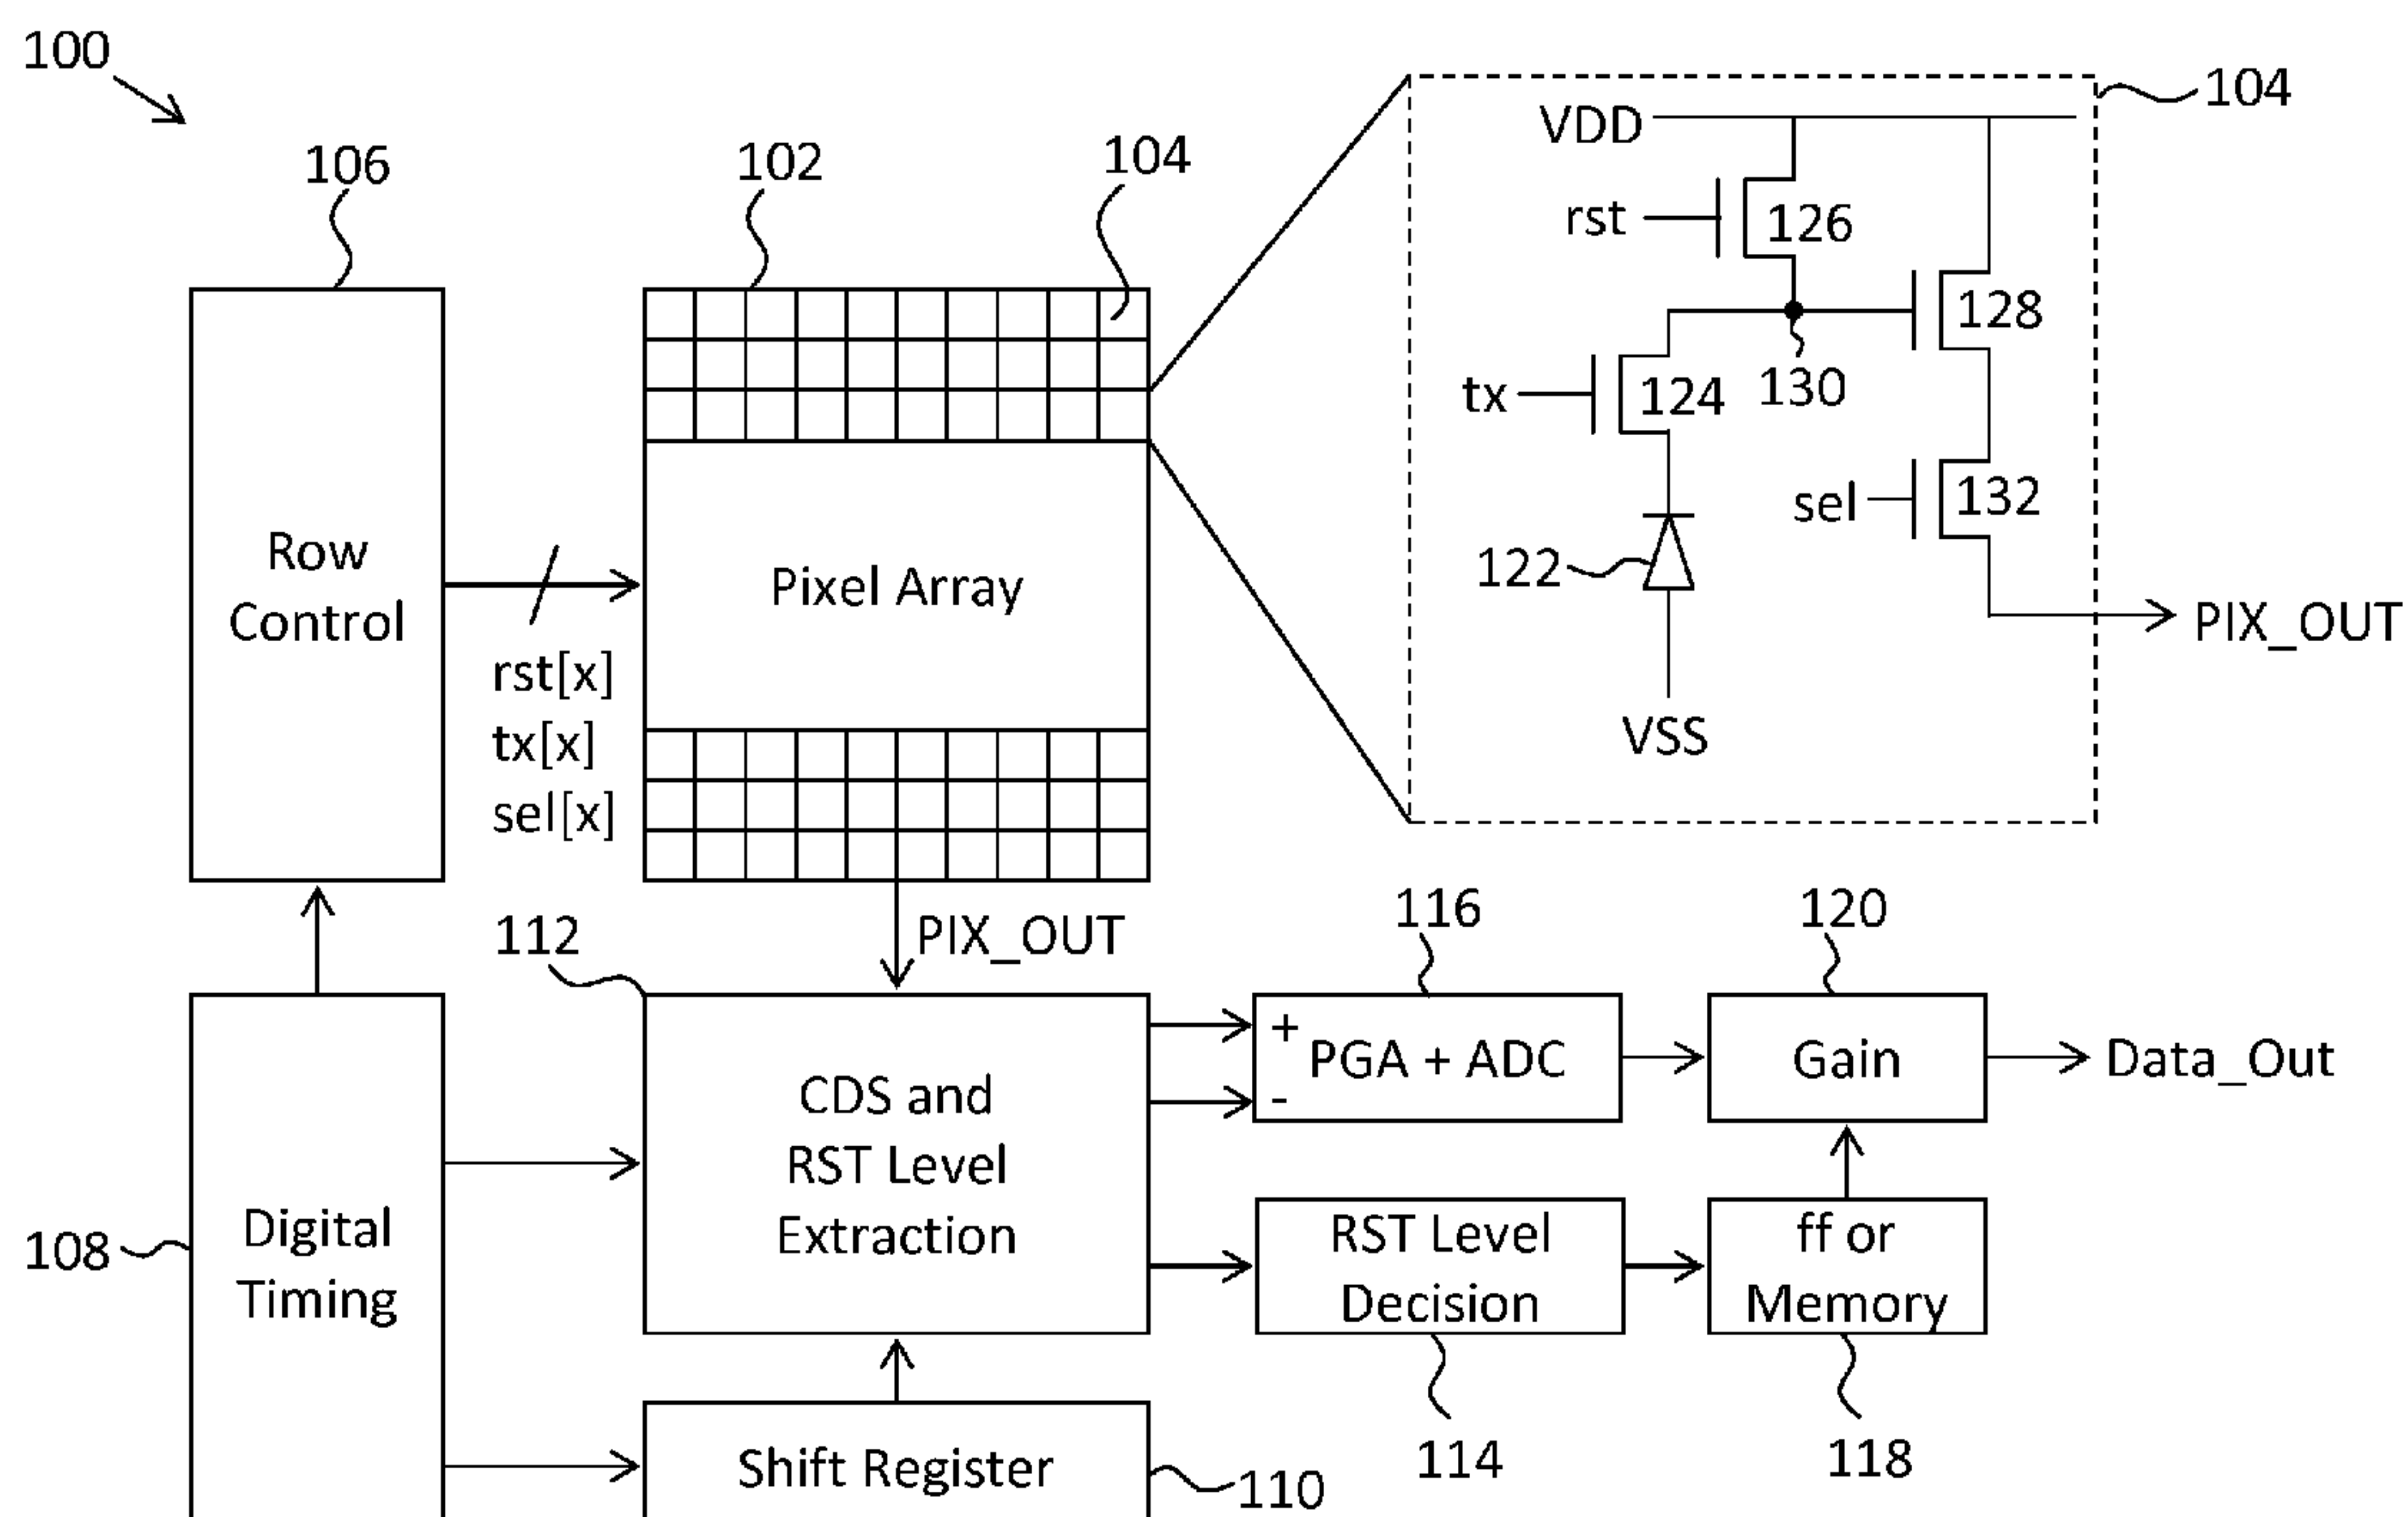 100
106
102
104
104
VDD
rst
126
128
130
tx
124
sel
132
122
PIX_OUT
VSS
Row
Control
Pixel Array
rst[x]
tx[x]
sel[x]
PIX_OUT
112
116
120
+
-
PGA + ADC
Gain
Data_Out
CDS and
RST Level
Extraction
108
Digital
Timing
RST Level
Decision
ff or
Memory
114
118
Shift Register
110